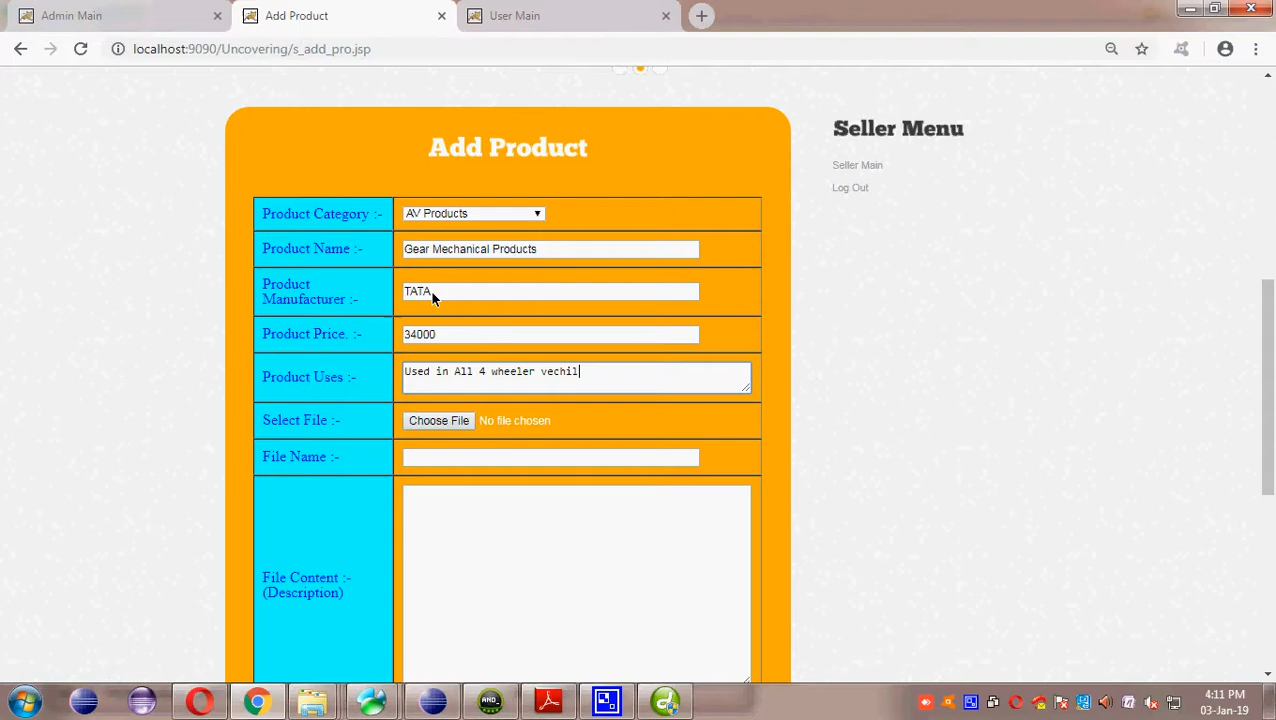 Admin Main
Add Product
User Main
localhost:9090/Uncovering/s_add_pro.jsp
Add Product
Seller Menu
Seller Main
Log Out
Product Category :-
AV Products
Product Name :-
Gear Mechanical Products
Product
Manufacturer :-
TATA
Product Price. :-
34000
Product Uses :-
Used in All 4 wheeler vechil
Select File :-
Choose File No file chosen
File Name :-
File Content :-
(Description)
AND
4:11 PM
03-Jan-19